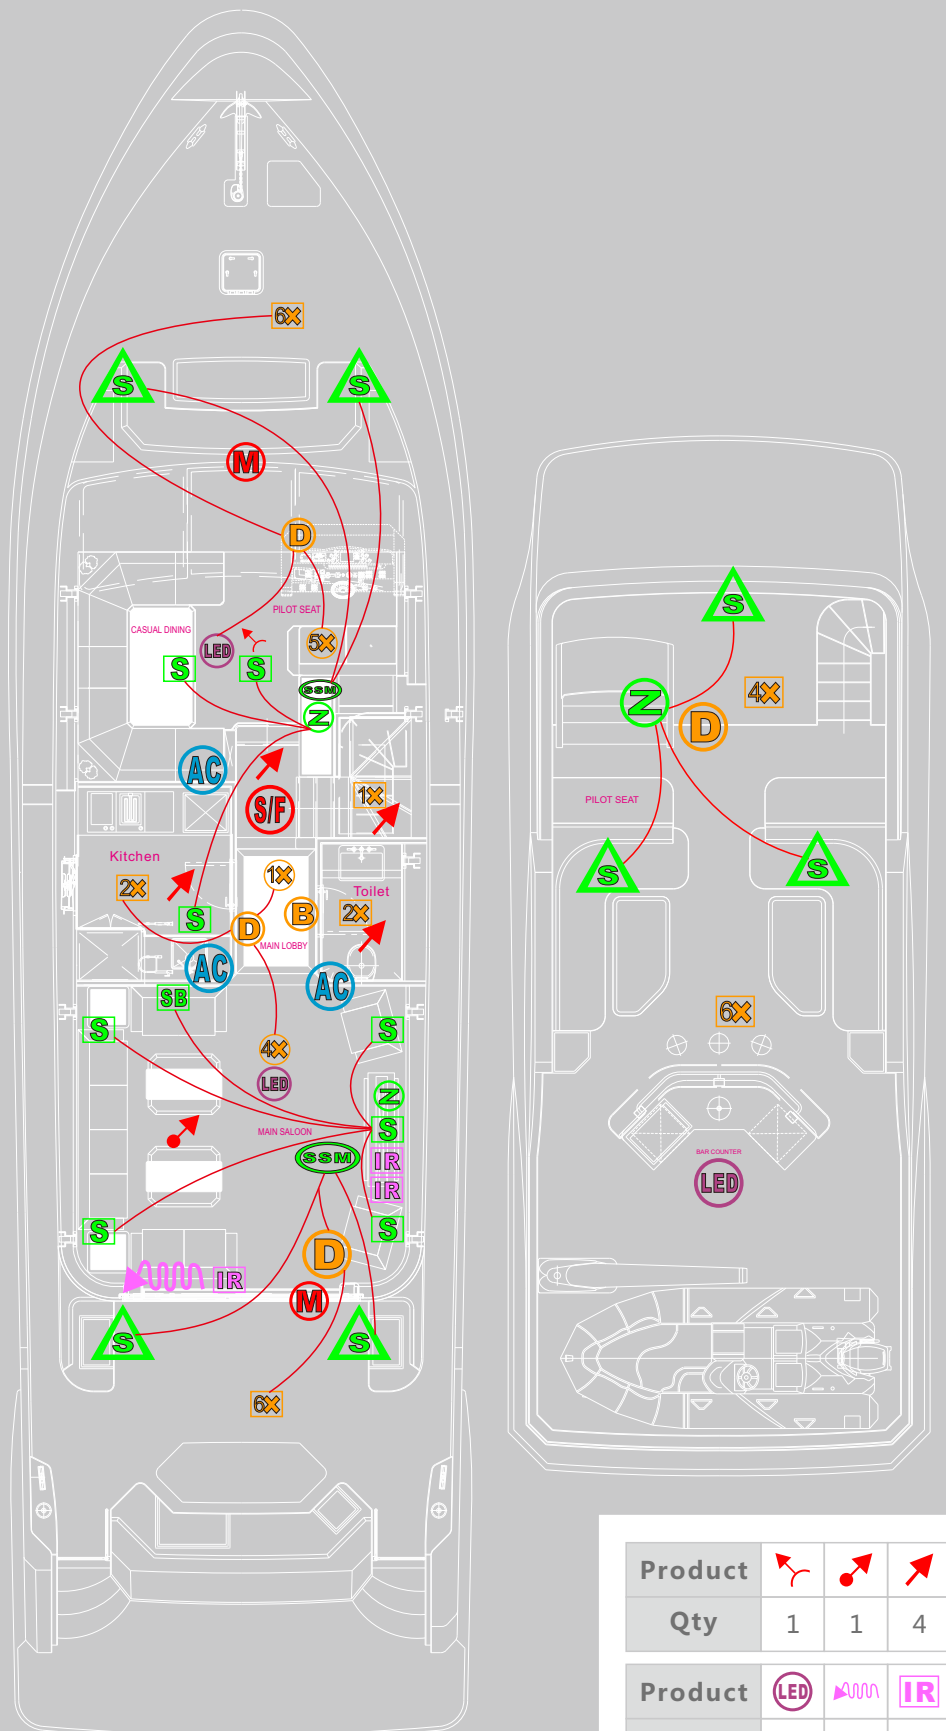 6X
S
S
M
D
PILOT SEAT
CASUAL DINING
LED
5X
S
S
SSM
Z
S
Z
4X
D
AC
S/F
1X
PILOT SEAT
Kitchen
2X
1X
Toilet
S
S
S
B
2X
D
MAIN LOBBY
AC
AC
SB
6X
S
S
4X
LED
Z
MAIN SALOON
S
SSM
IR
BAR COUNTER
IR
LED
S
S
D
IR
M
S
S
6X
Product
Qty 1 1 4
Product LED IR